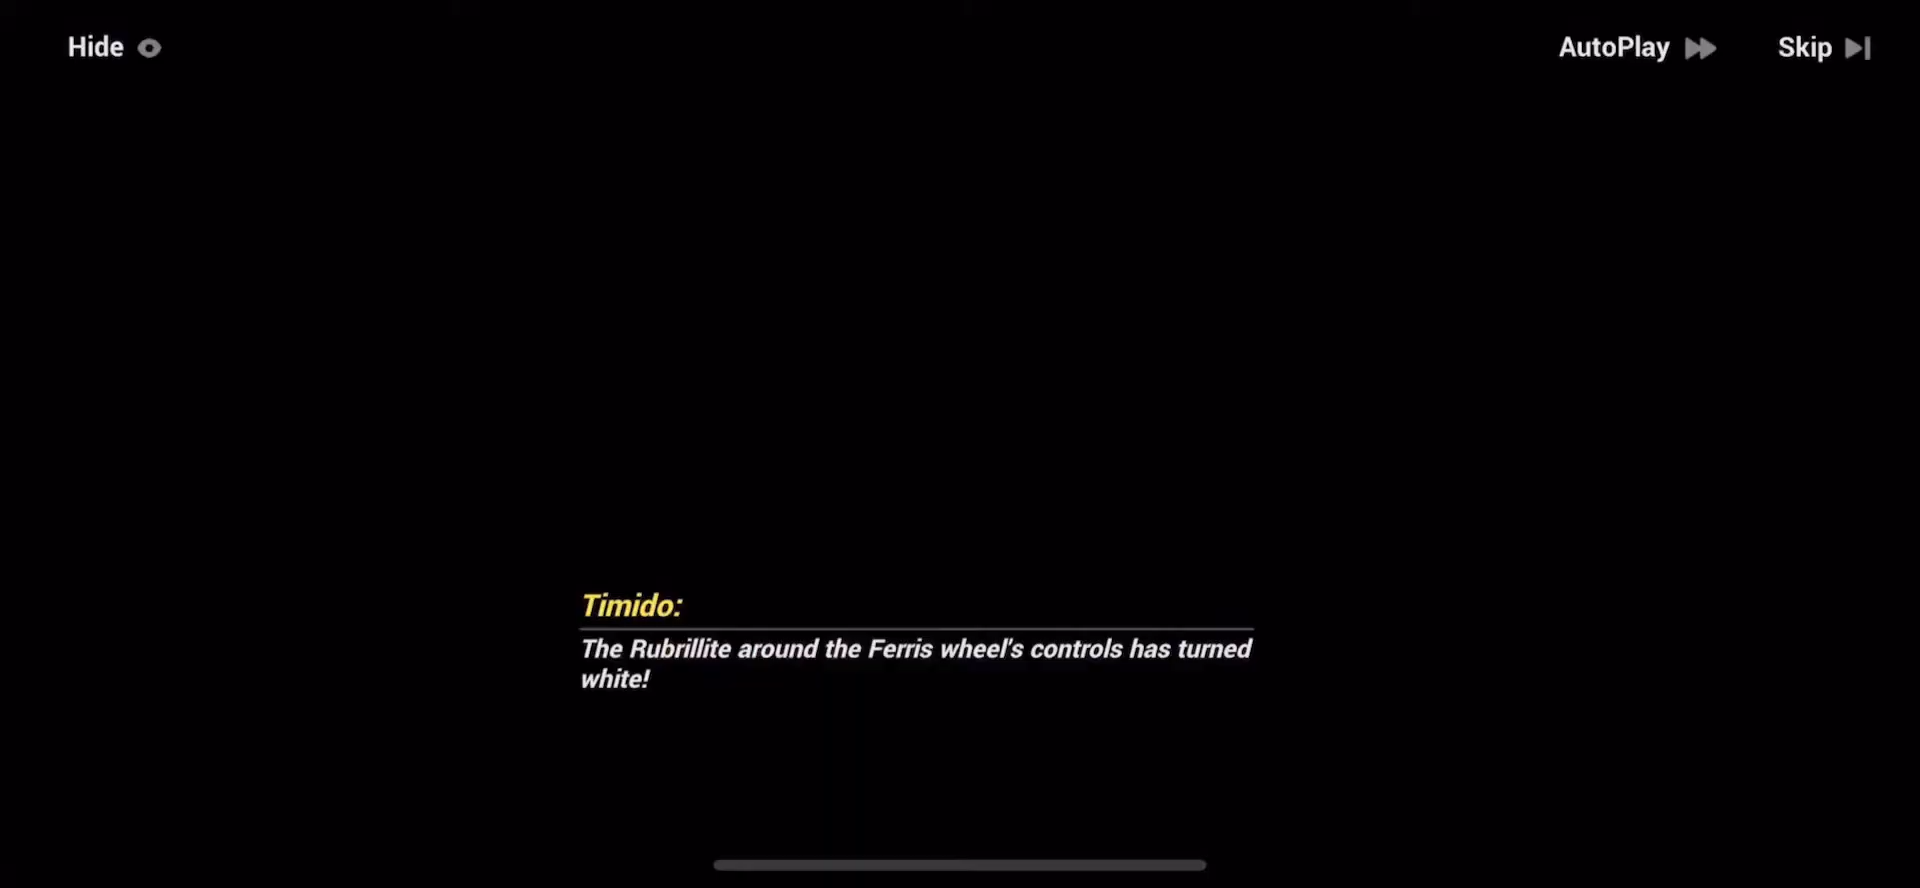 Hide
AutoPlay
Skip
Timido:
The Rubrillite around the Ferris wheel's controls has turned
white!